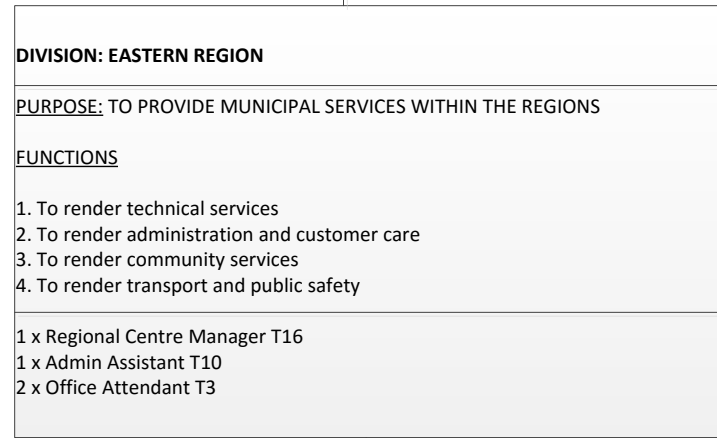 DIVISION: EASTERN REGION
PURPOSE: TO PROVIDE MUNICIPAL SERVICES WITHIN THE REGIONS
FUNCTIONS
1. To render technical services
2. To render administration and customer care
3. To render community services
4. To render transport and public safety
1 x Regional Centre Manager T16
1 x Admin Assistant T10
2 x Office Attendant T3